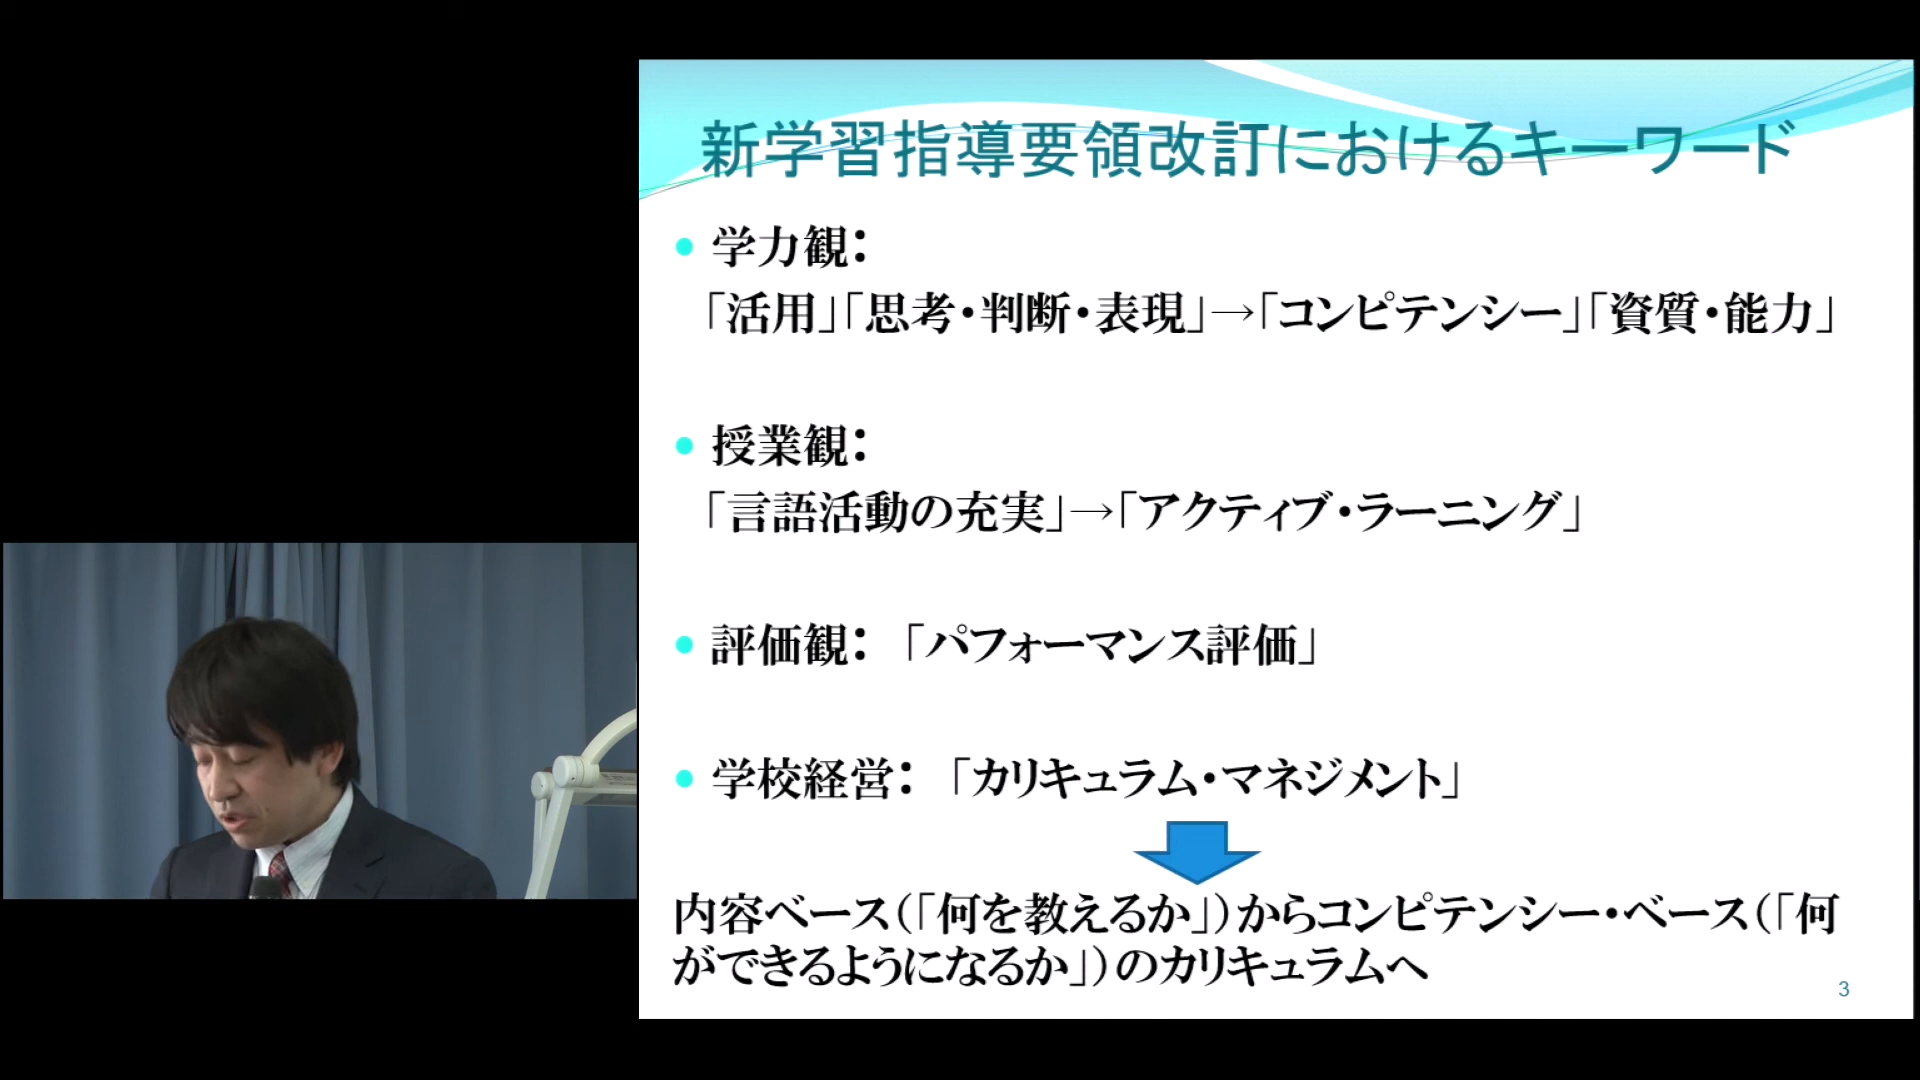 新学習指導要領改訂におけるキーワード
学力観：
「活用」「思考・判断・表現」→「コンピテンシー」「資質・能力」
授業観：
「言語活動の充実」→「アクティブ・ラーニング」
評価観：「パフォーマンス評価」
学校経営：「カリキュラム・マネジメント」
内容ベース（「何を教えるか」）からコンピテンシー・ベース（「何
ができるようになるか」）のカリキュラムへ
3